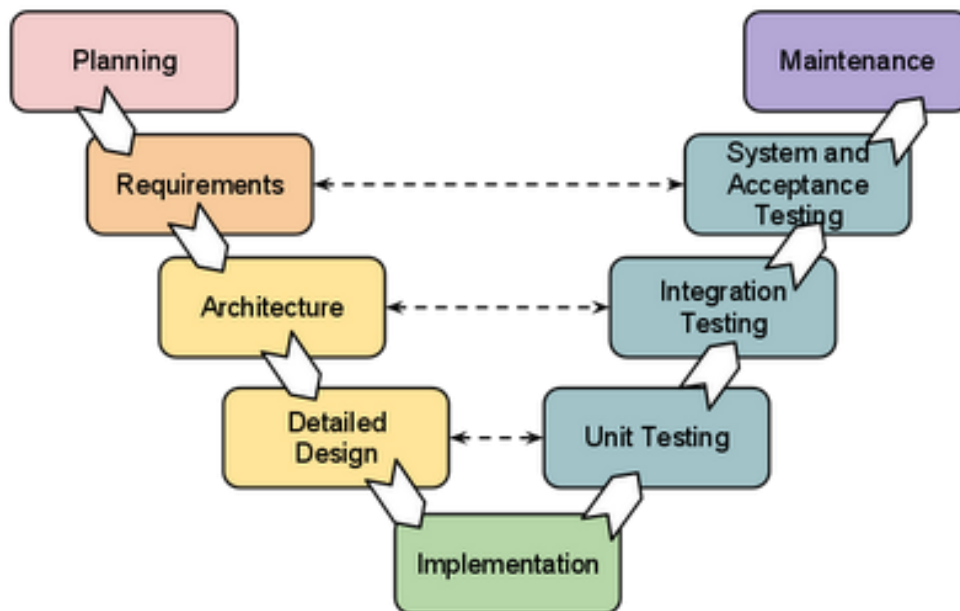 Planning
Maintenance
Requirements
System and
Acceptance
Testing
Architecture
Integration
Testing
Detailed
Design
Unit Testing
Implementation